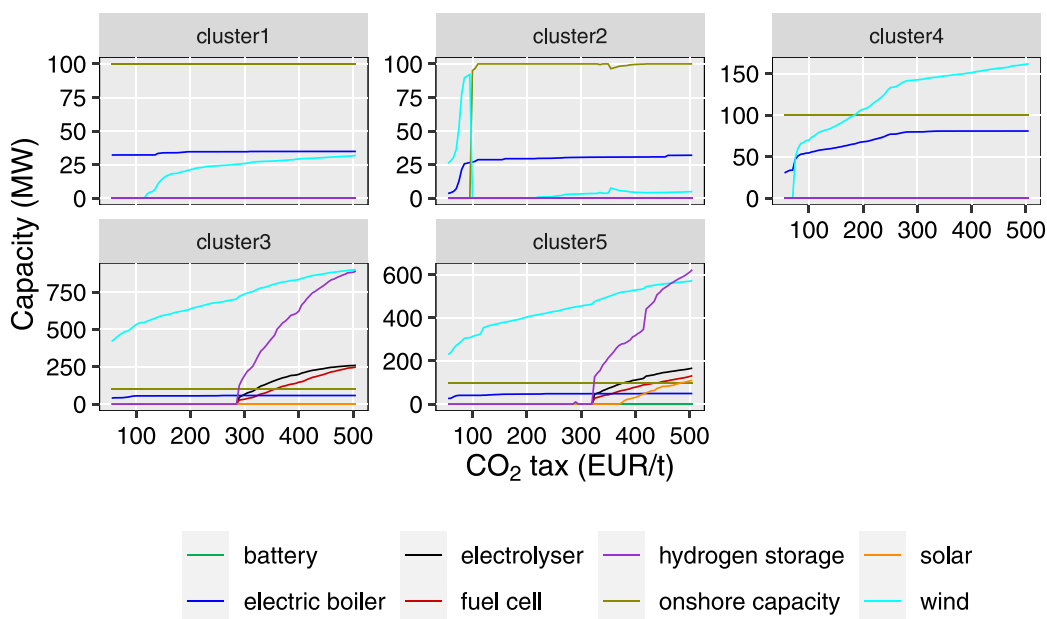 cluster1
cluster2
cluster4
100
75
50
25
0
100
75
50
25
0
150
100
50
0
100 200 300 400 500
cluster3
cluster5
750
500
250
0
600
400
200
0
100 200 300 400 500
100 200 300 400 500
Capacity (MW)
CO₂ tax (EUR/t)
battery
electrolyser
hydrogen storage
solar
electric boiler
fuel cell
onshore capacity
wind